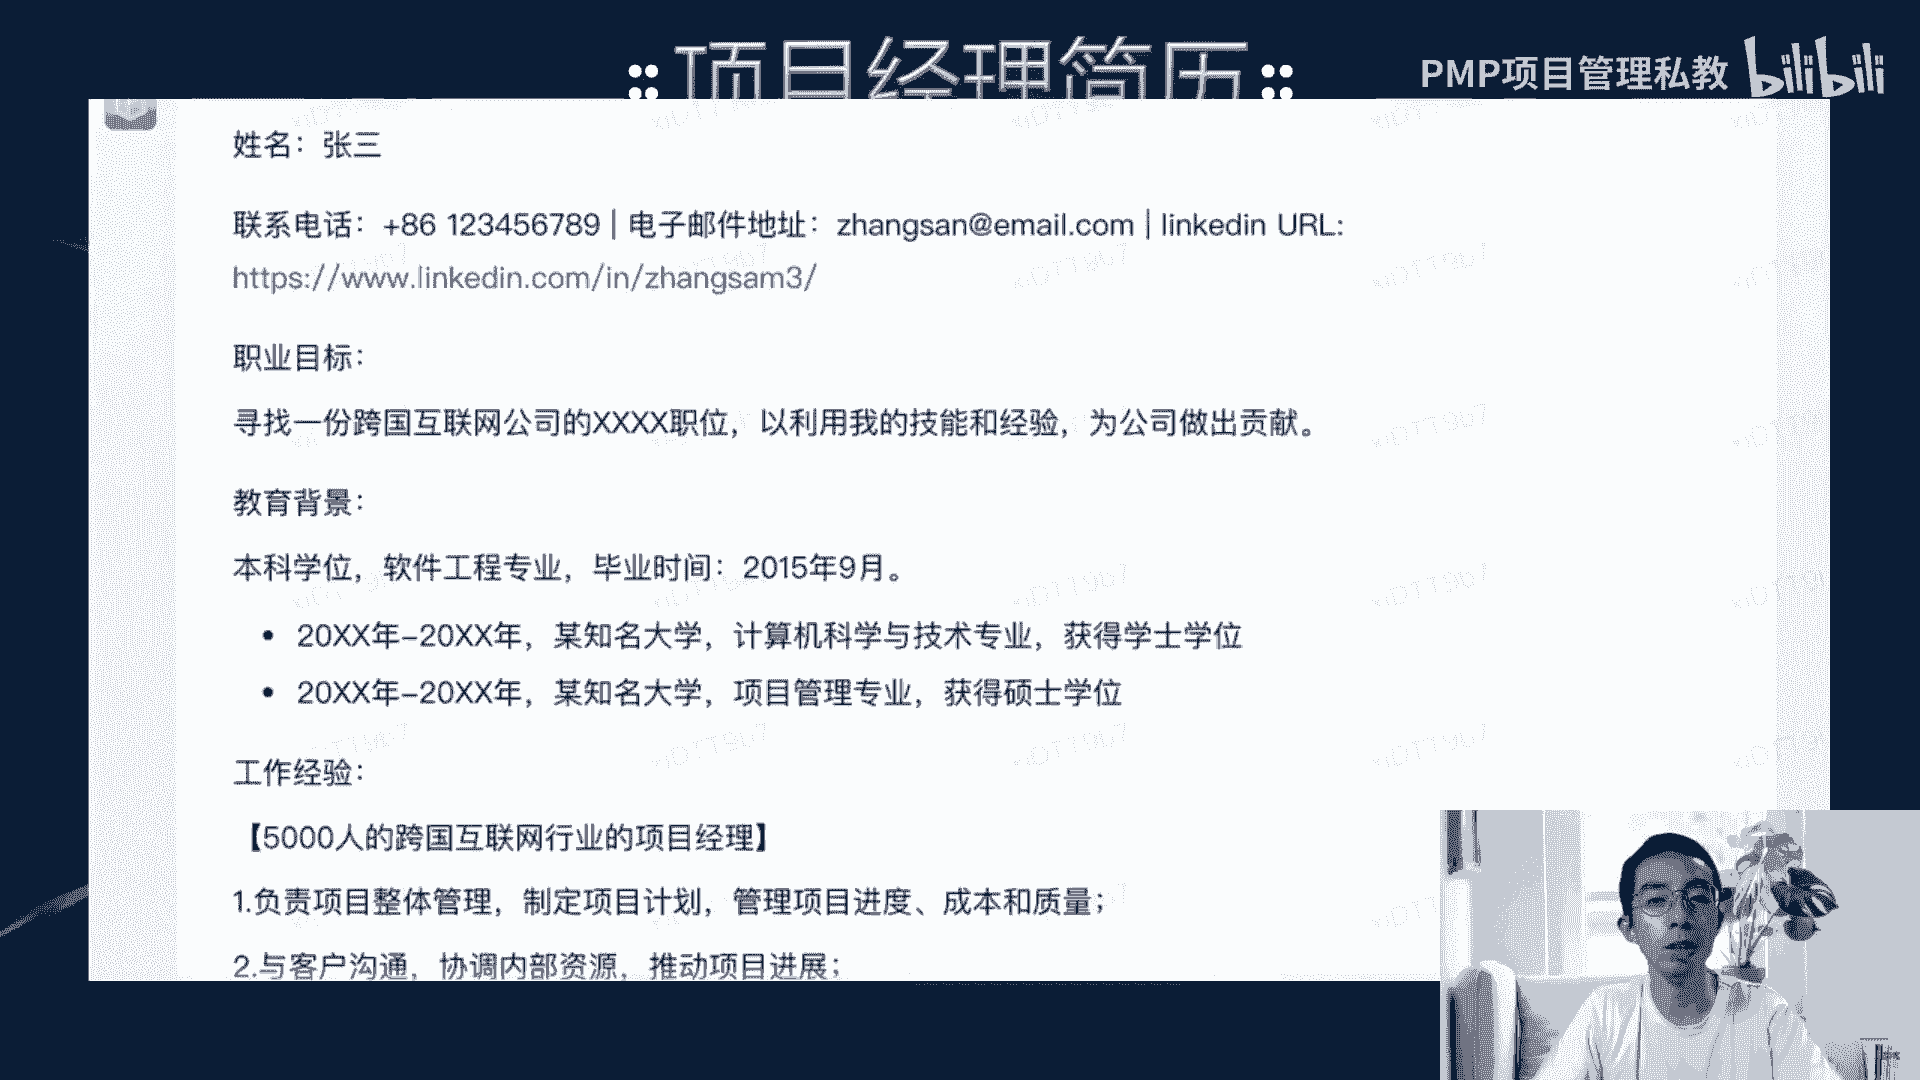 项目经理简历
PMP项目管理私教 bilibili
姓名：张三
联系电话：+86 123456789 | 电子邮件地址：zhangsan@email.com | linkedin URL:
https://www.linkedin.com/in/zhangsam3/
职业目标：
寻找一份跨国互联网公司的XXXX职位，以利用我的技能和经验，为公司做出贡献。
教育背景：
本科学位，软件工程专业，毕业时间：2015年9月。
• 20XX年-20XX年，某知名大学，计算机科学与技术专业，获得学士学位
• 20XX年-20XX年，某知名大学，项目管理专业，获得硕士学位
工作经验：
【5000人的跨国互联网行业的项目经理】
1.负责项目整体管理，制定项目计划，管理项目进度、成本和质量；
2.与客户沟通，协调内部资源，推动项目进展；